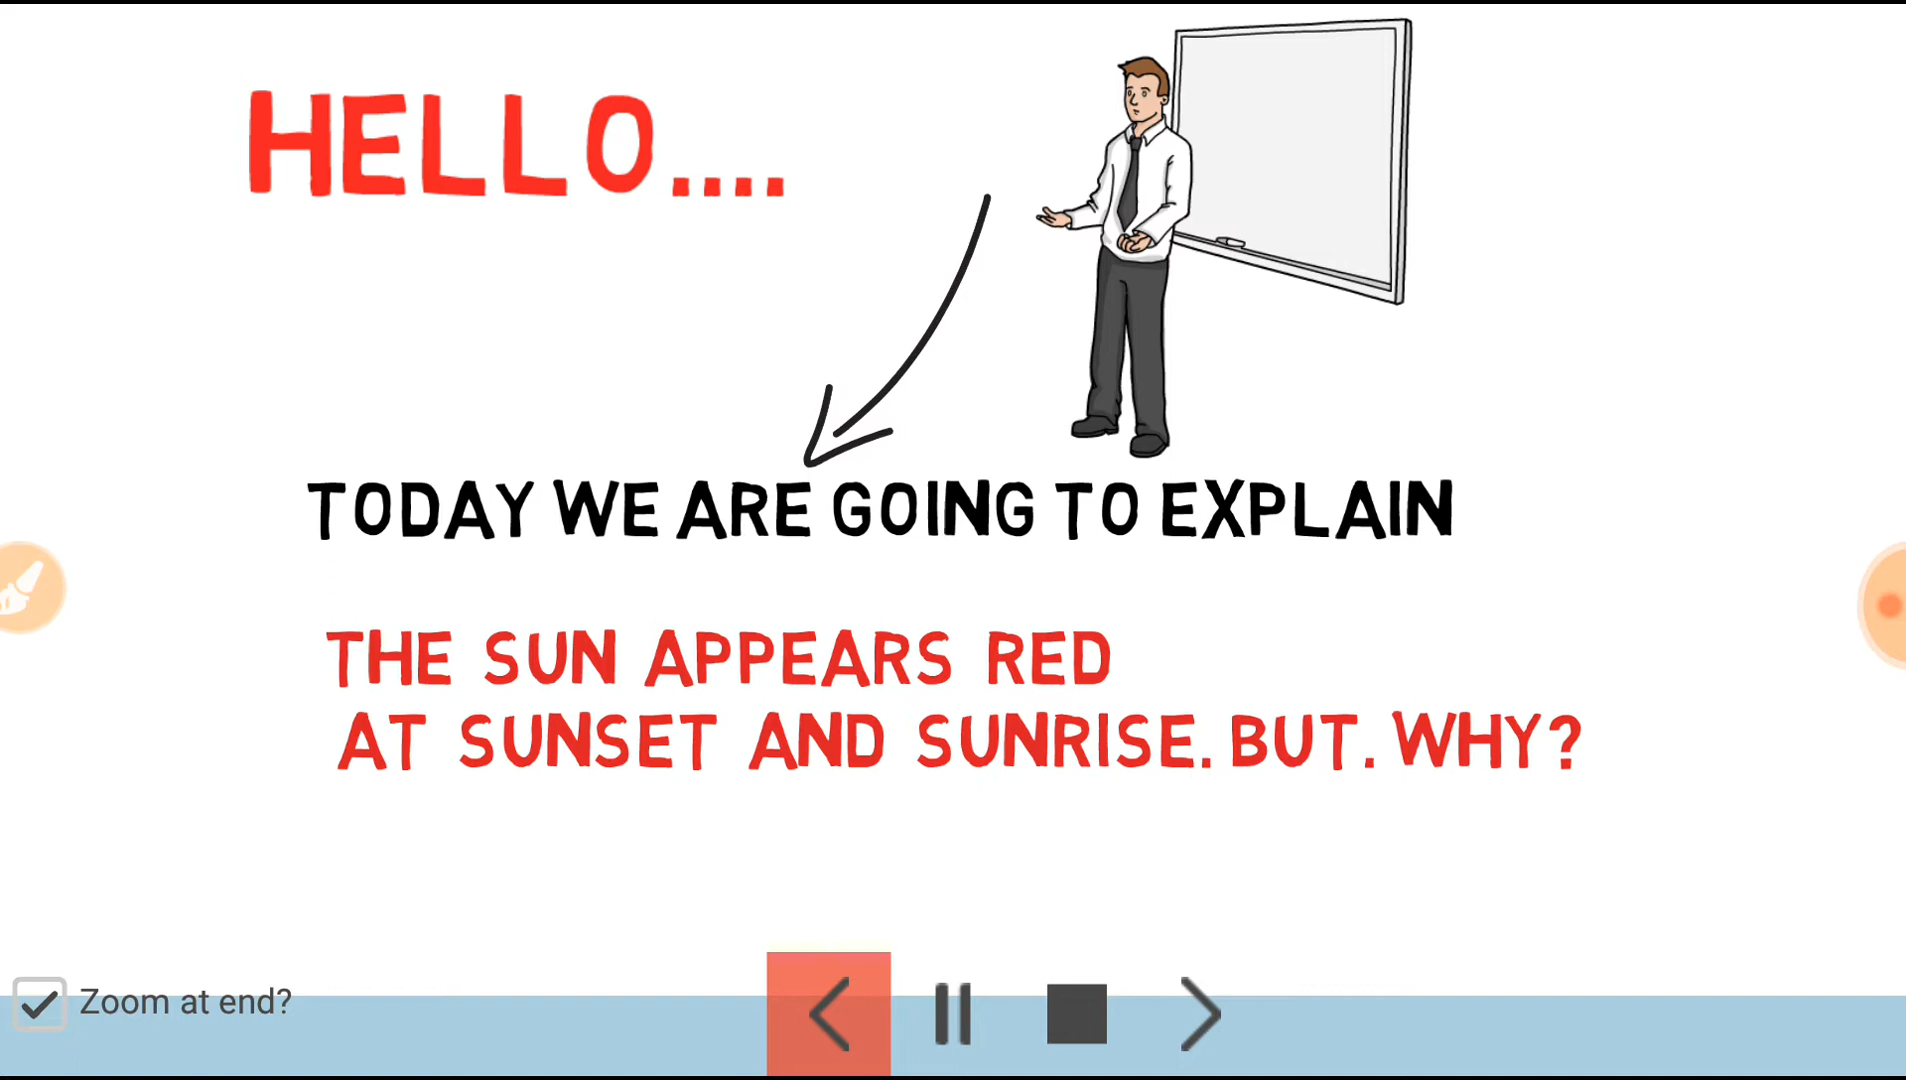 HELLO....
TODAY WE ARE GOING TO EXPLAIN
THE SUN APPEARS RED
AT SUNSET AND SUNRISE. BUT. WHY?
Zoom at end?